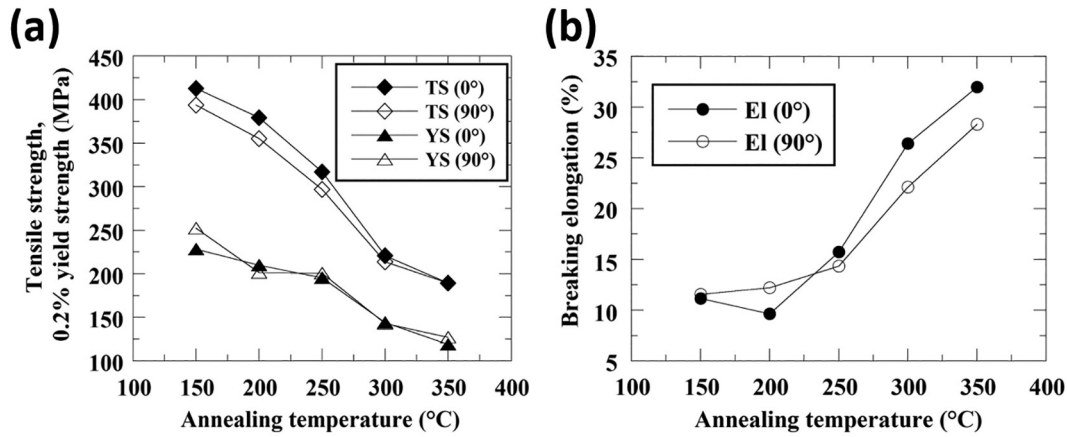 (a)
Tensile strength,
0.2% yield strength (MPa)
450
400
350
300
250
200
150
100
TS (0°)
TS (90°)
YS (0°)
YS (90°)
100 150 200 250 300 350 400
Annealing temperature (°C)
(b)
Breaking elongation (%)
35
30
25
20
15
10
5
El (0°)
El (90°)
100 150 200 250 300 350 400
Annealing temperature (°C)